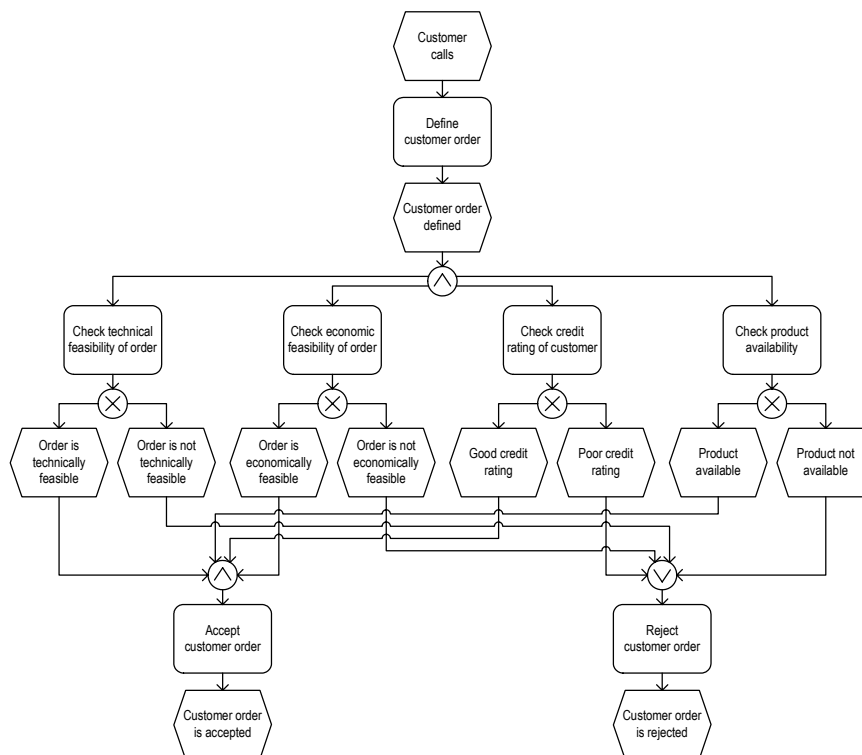 Customer
calls
Define
customer order
Customer order
defined
Check technical
feasibility of order
Check economic
feasibility of order
Check credit
rating of customer
Check product
availability
Order is
technically
feasible
Order is not
technically
feasible
Order is
economically
feasible
Order is not
economically
feasible
Good credit
rating
Poor credit
rating
Product
available
Product not
available
Accept
customer order
Reject
customer order
Customer order
is accepted
Customer order
is rejected